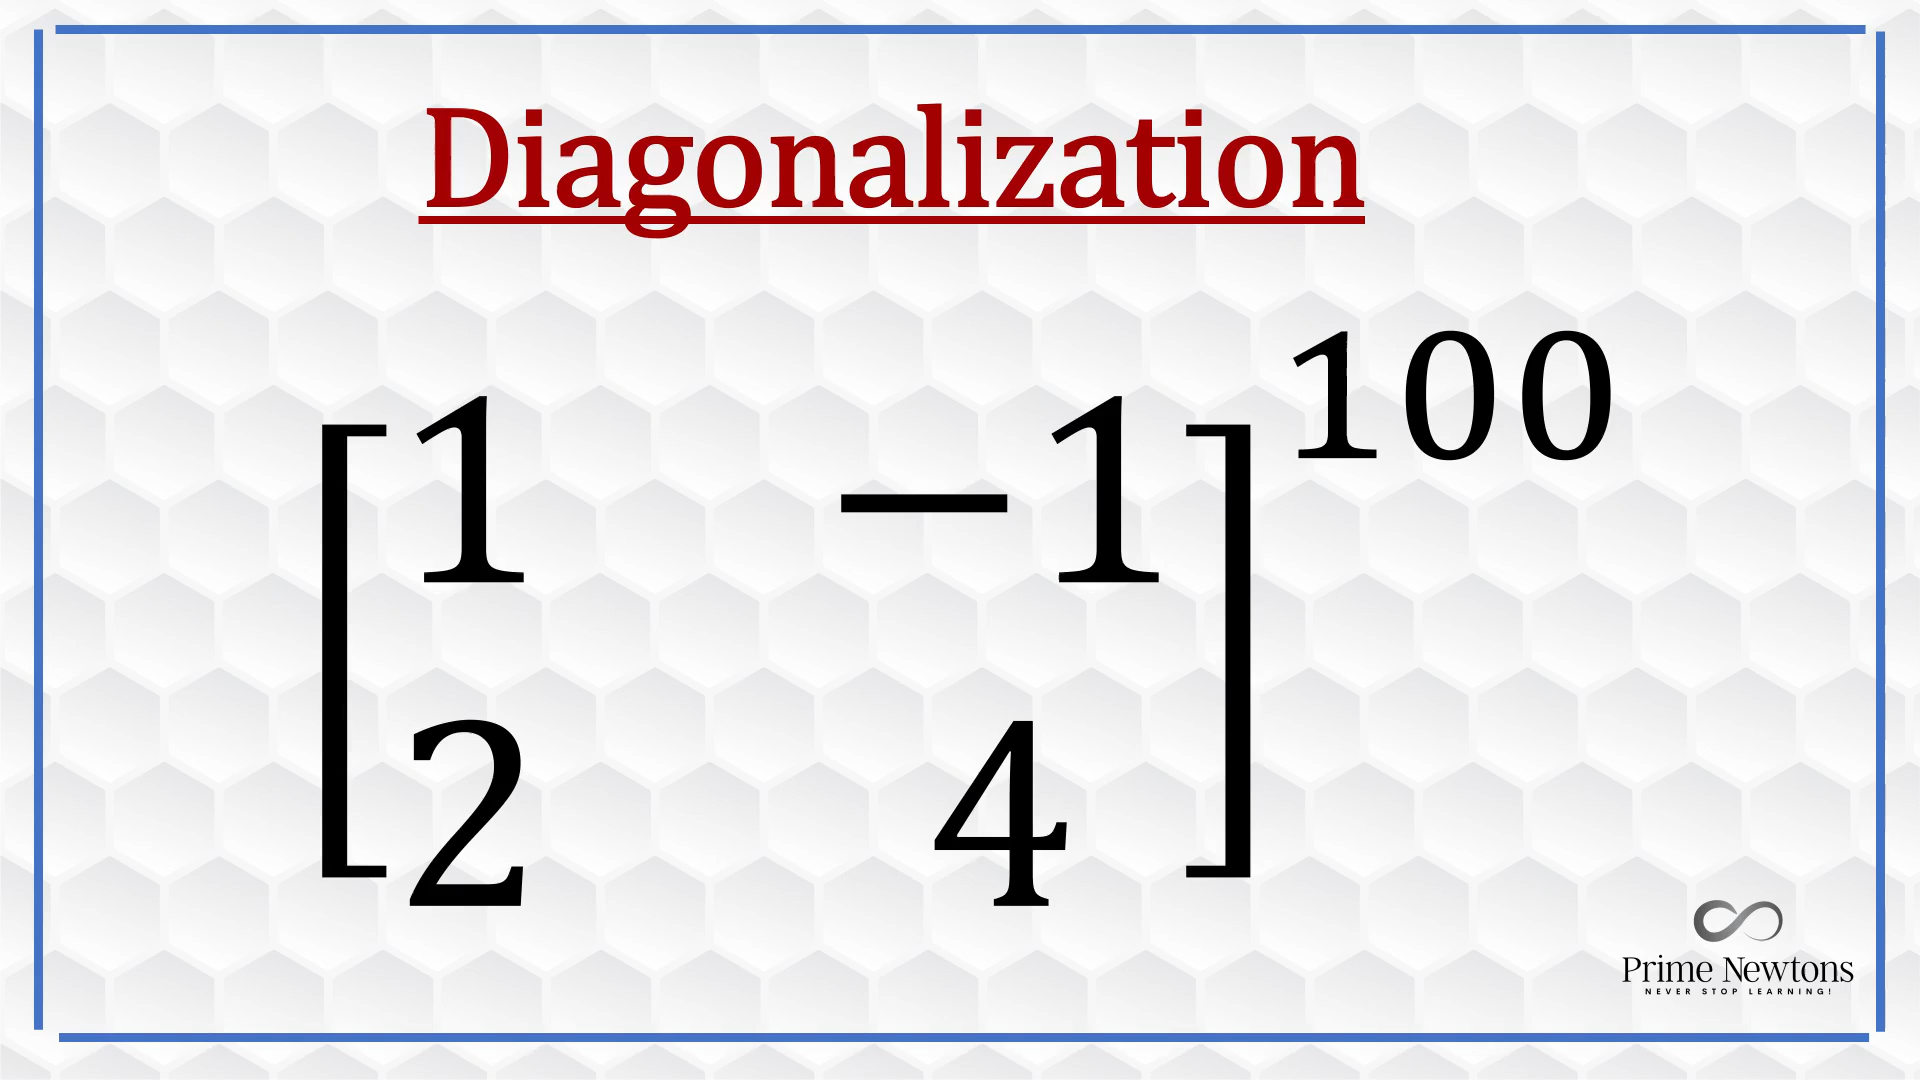 Diagonalization
[1 −1]¹⁰⁰
[2 4]
Prime Newtons
NEVER STOP LEARNING!